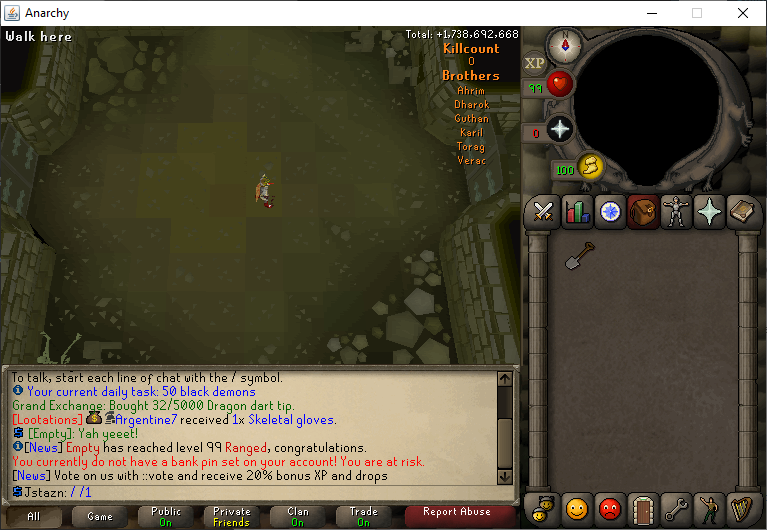 Anarchy
Walk here
Total: +1,738,692,668
Killcount
0
Brothers
Ahrim
Dharok
Guthan
Karil
Torag
Verac
N
XP
99
0
100
To talk, start each line of chat with the / symbol.
Your current daily task: 50 black demons
Grand Exchange: Bought 32/5000 Dragon dart tip.
[Lootations] Argentine7 received 1x Skeletal gloves.
[Empty]: Yah yeeet!
[News] Empty has reached level 99 Ranged, congratulations.
You currently do not have a bank pin set on your account! You are at risk.
[News] Vote on us with ::vote and receive 20% bonus XP and drops
Jstazn: / /1
All
Game
Public
On
Private
Friends
Clan
On
Trade
On
Report Abuse